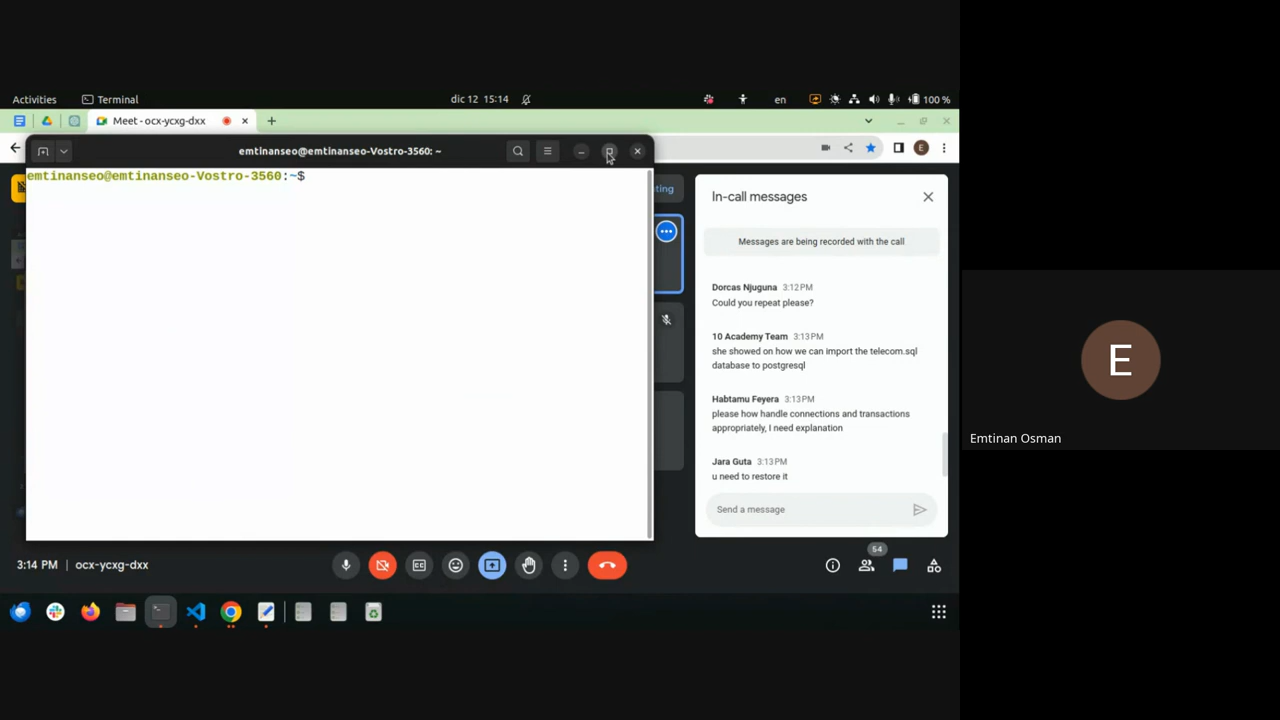 Activities
Terminal
dic 12 15:14
en
100 %
Meet - ocx-ycxg-dxx
emtinanseo@emtinanseo-Vostro-3560: ~
E
emtinanseo@emtinanseo-Vostro-3560:~$
ting
In-call messages
Messages are being recorded with the call
Dorcas Njuguna 3:12 PM
Could you repeat please?
10 Academy Team 3:13 PM
she showed on how we can import the telecom.sql
database to postgresql
Habtamu Feyera 3:13 PM
please how handle connections and transactions
appropriately, I need explanation
Jara Guta 3:13 PM
u need to restore it
Send a message
54
3:14 PM | ocx-ycxg-dxx
E
Emtinan Osman